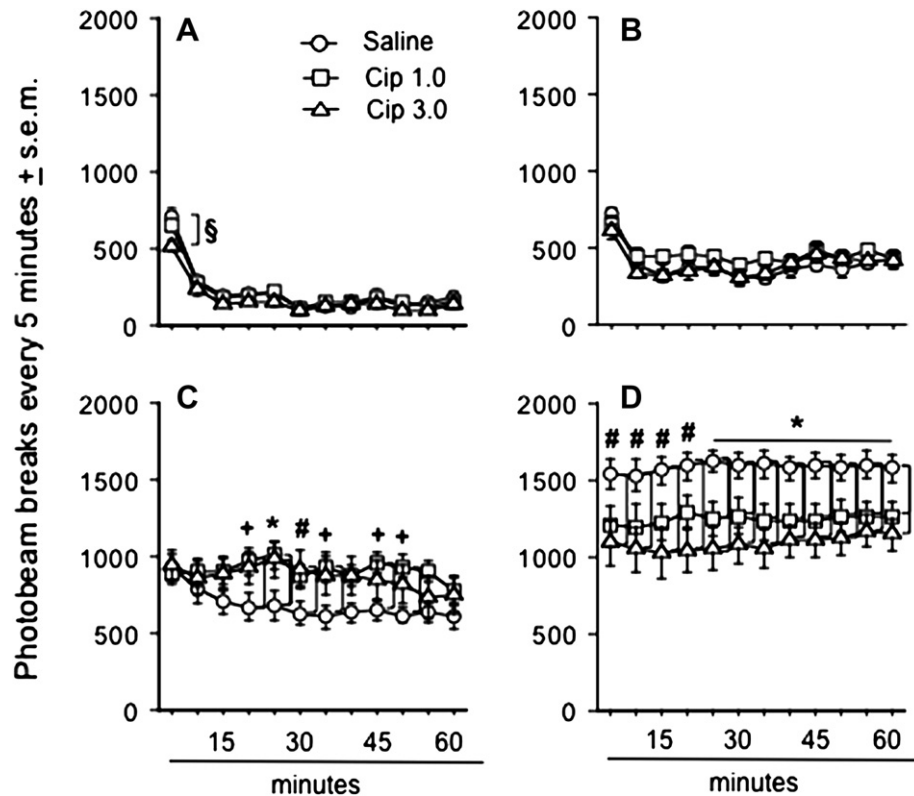 Photobeam breaks every 5 minutes ± s.e.m.
A
2000
1500
1000
500
0
Saline
Cip 1.0
Cip 3.0
§
B
2000
1500
1000
500
0
C
2000
1500
1000
500
0
+ * # + + +
15 30 45 60
minutes
D
2000
1500
1000
500
0
# # # # *
15 30 45 60
minutes